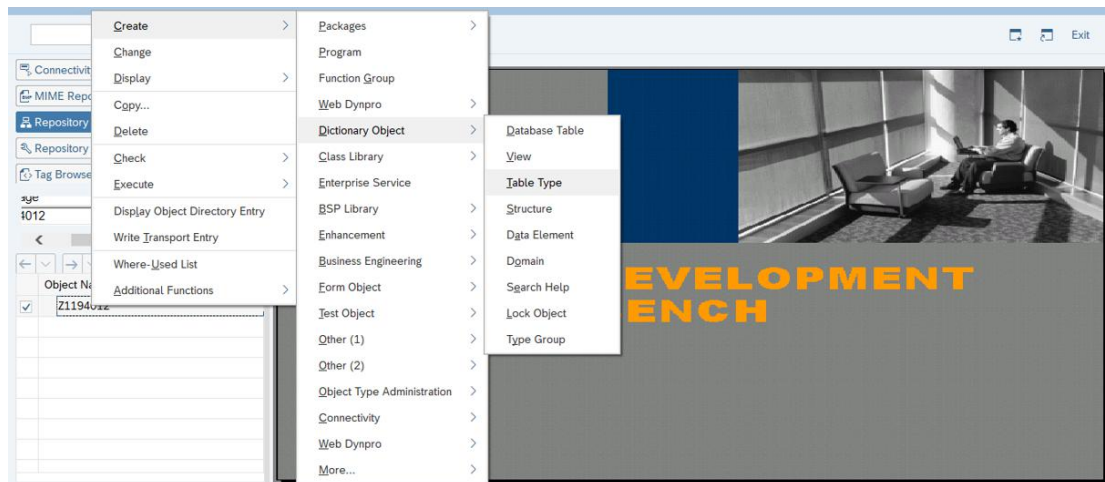 Exit
Connectivit
MIME Repo
Repository
Repository
Tag Browse
4012
Object Na
Z1194012
Create
Change
Display
Copy...
Delete
Check
Execute
Display Object Directory Entry
Write Transport Entry
Where-Used List
Additional Functions
Packages
Program
Function Group
Web Dynpro
Dictionary Object
Class Library
Enterprise Service
BSP Library
Enhancement
Business Engineering
Form Object
Test Object
Other (1)
Other (2)
Object Type Administration
Connectivity
Web Dynpro
More...
Database Table
View
Table Type
Structure
Data Element
Domain
Search Help
Lock Object
Type Group
EVELOPMENT
ENCH